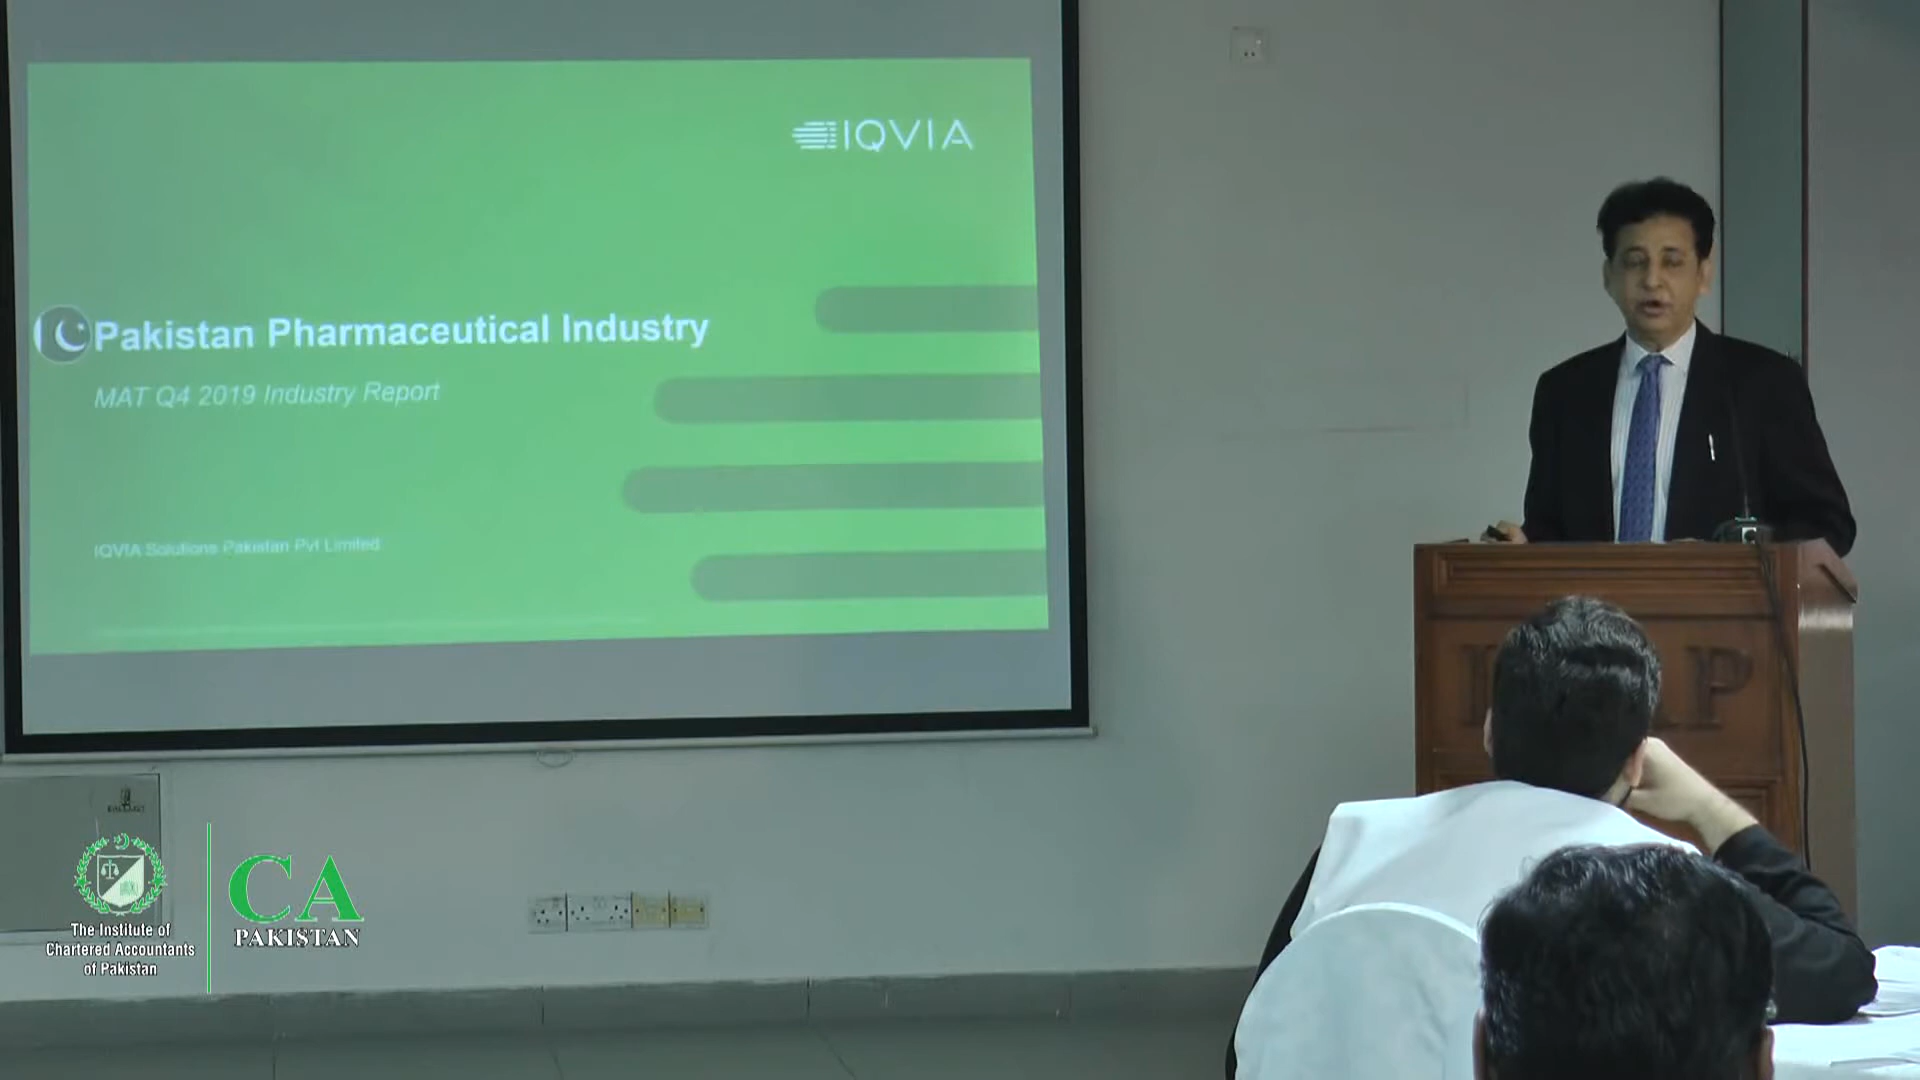 IQVIA
Pakistan Pharmaceutical Industry
MAT Q4 2019 Industry Report
IQVIA Solutions Pakistan Pvt Limited
P
The Institute of
Chartered Accountants
of Pakistan
CA
PAKISTAN